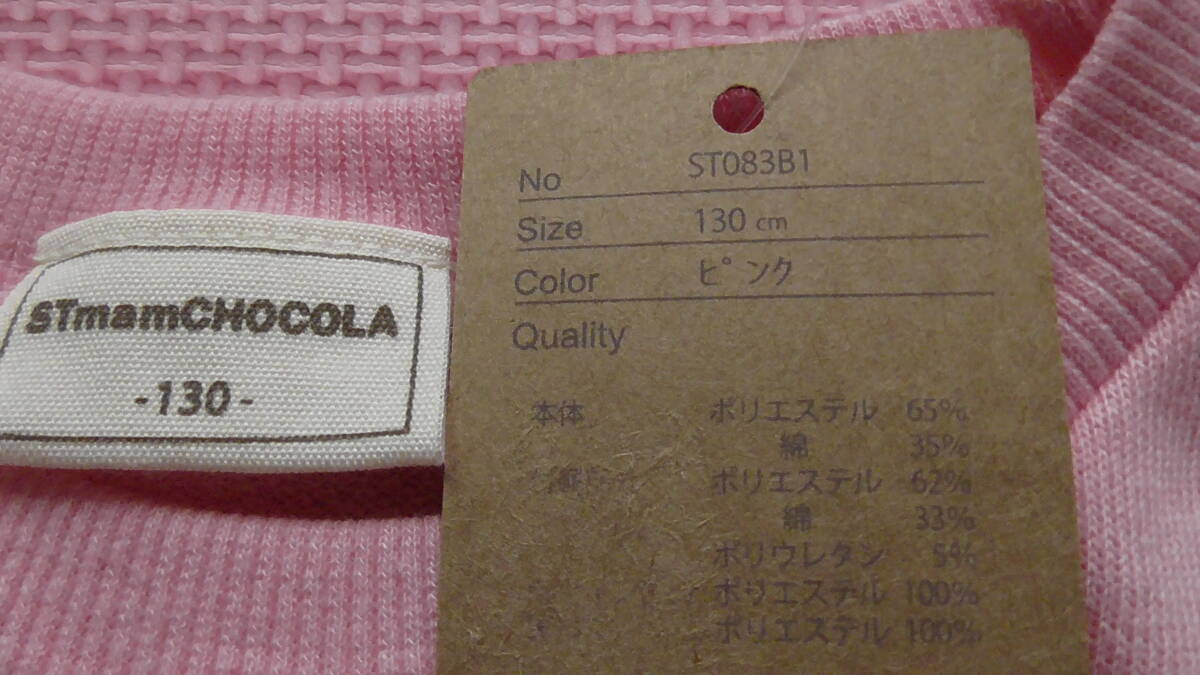 STmamCHOCOLA
-130-
No ST083B1
Size 130 cm
Color ピンク
Quality
本体 ポリエステル 65%
綿 35%
ポリエステル 62%
綿 33%
ポリウレタン 5%
ポリエステル 100%
ポリエステル 100%